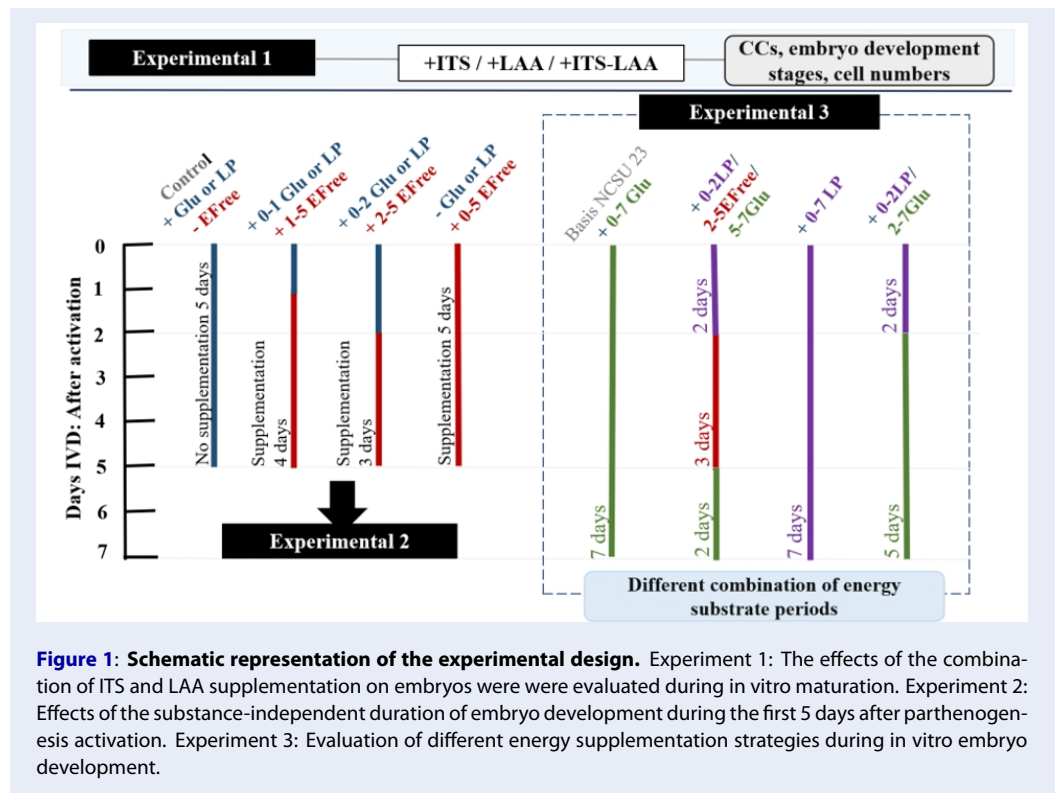 Experimental 1
+ITS / +LAA / +ITS-LAA
CCs, embryo development
stages, cell numbers
Experimental 3
Control
+ Glu or LP
- EFree
+ 0-1 Glu or LP
+ 1-5 EFree
+ 0-2 Glu or LP
+ 2-5 EFree
- Glu or LP
+ 0-5 EFree
Basis NCSU 23
+ 0-7 Glu
+ 0-2LP/
2-5EFree/
5-7Glu
+ 0-7 LP
+ 0-2LP/
2-7Glu
Days IVD: After activation
0
1
2
3
4
5
6
7
No supplementation 5 days
Supplementation
4 days
Supplementation
3 days
Supplementation 5 days
7 days
2 days
3 days
2 days
7 days
2 days
5 days
Experimental 2
Different combination of energy
substrate periods
Figure 1: Schematic representation of the experimental design. Experiment 1: The effects of the combina-
tion of ITS and LAA supplementation on embryos were were evaluated during in vitro maturation. Experiment 2:
Effects of the substance-independent duration of embryo development during the first 5 days after parthenogen-
esis activation. Experiment 3: Evaluation of different energy supplementation strategies during in vitro embryo
development.